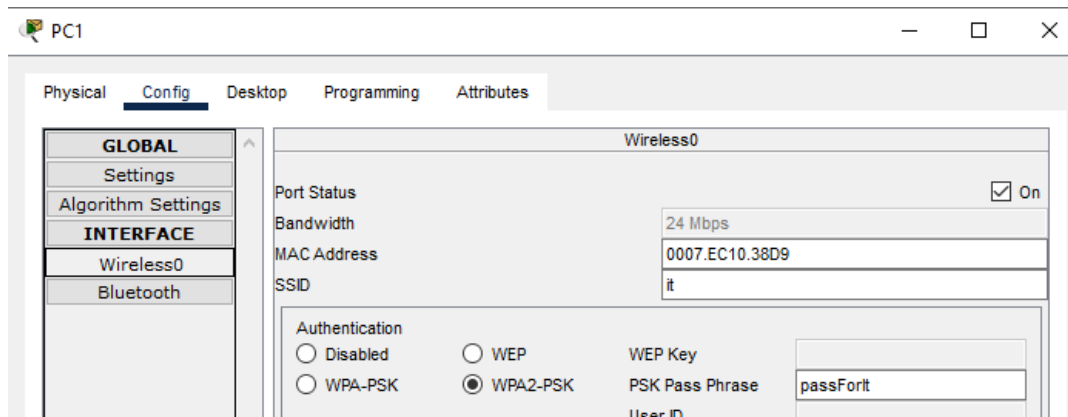 PC1
Physical Config Desktop Programming Attributes
GLOBAL
Settings
Algorithm Settings
INTERFACE
Wireless0
Bluetooth
Wireless0
Port Status On
Bandwidth 24 Mbps
MAC Address 0007.EC10.38D9
SSID it
Authentication
Disabled WEP WEP Key
WPA-PSK WPA2-PSK PSK Pass Phrase passForIt
User ID